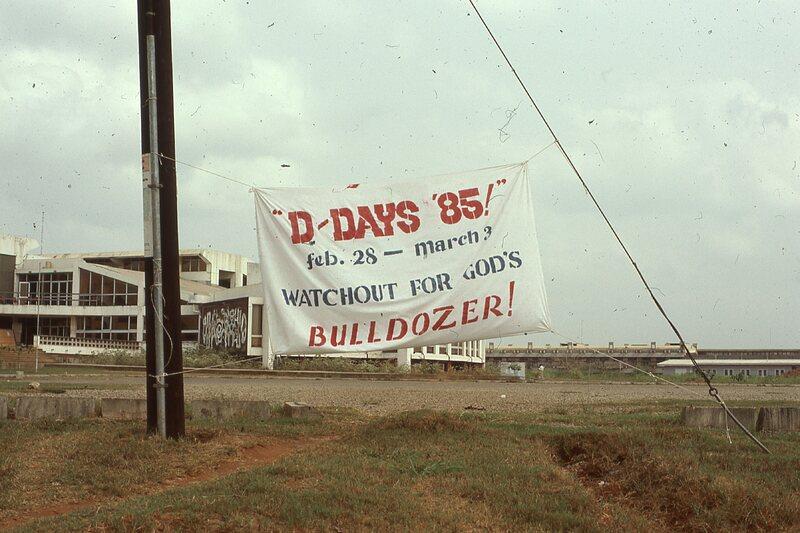 "D-DAYS '85!"
feb. 28 — march 3
WATCHOUT FOR GOD'S
BULLDOZER!